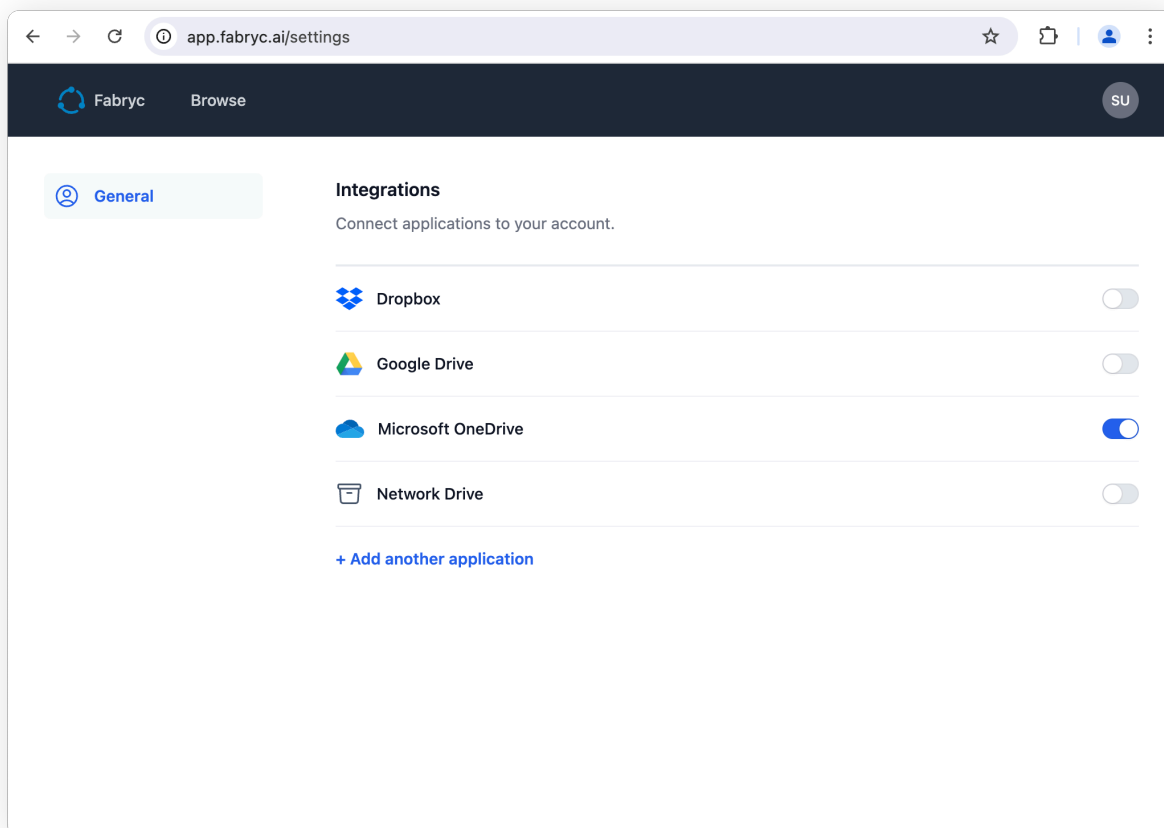 app.fabryc.ai/settings
Fabryc
Browse
SU
General
Integrations
Connect applications to your account.
Dropbox
Google Drive
Microsoft OneDrive
Network Drive
+ Add another application